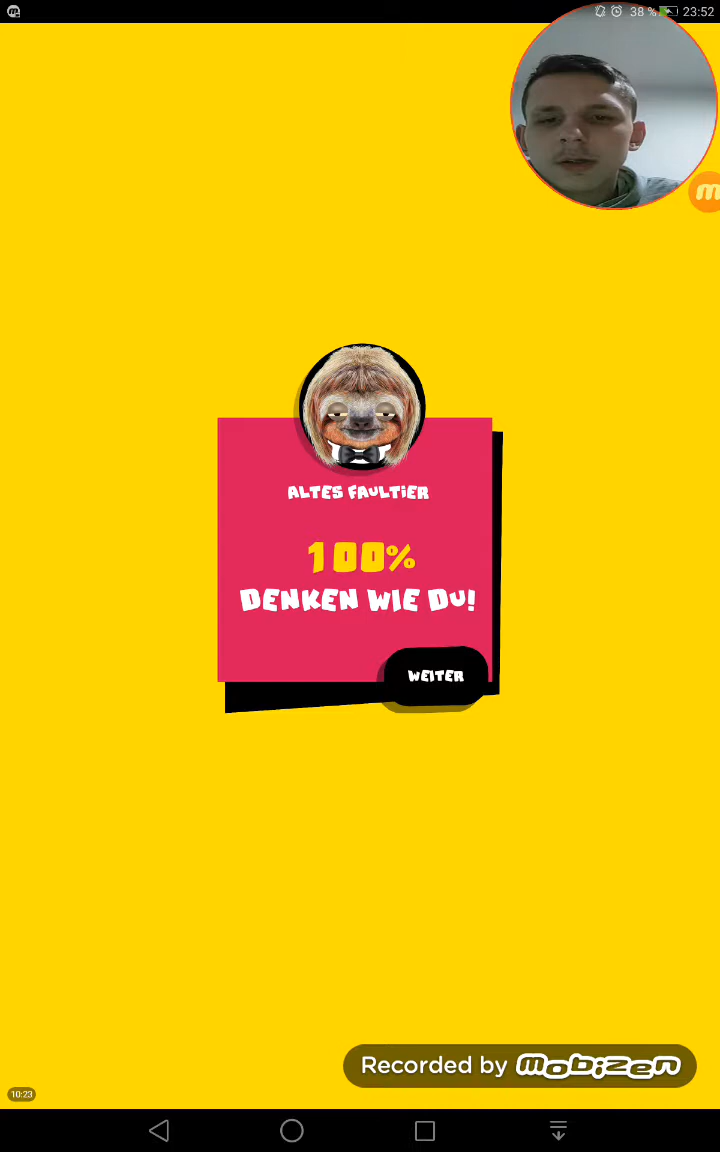 38 % 23:52
ALTES FAULTIER
100%
DENKEN WIE DU!
WEITER
Recorded by mobizen
10:23